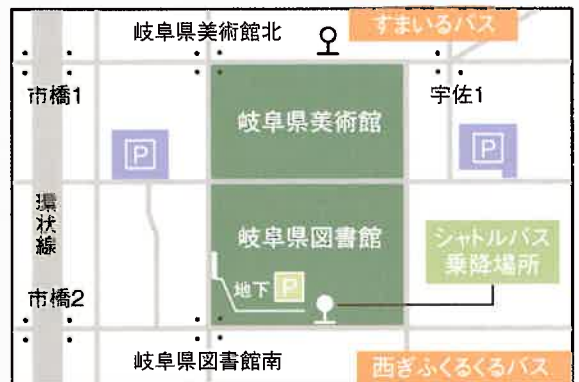 岐阜県美術館北
すまいるバス
市橋1
宇佐1
岐阜県美術館
P
P
環状線
岐阜県図書館
シャトルバス
乗降場所
地下 P
市橋2
岐阜県図書館南
西ぎふくるくるバス